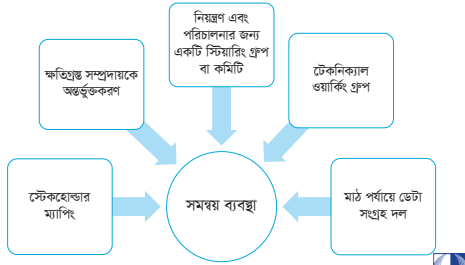 নিয়ন্ত্রণ এবং
পরিচালনার জন্য
একটি স্টিয়ারিং গ্রুপ
বা কমিটি
ক্ষতিগ্রস্ত সম্প্রদায়কে
অন্তর্ভুক্তকরণ
টেকনিক্যাল
ওয়ার্কিং গ্রুপ
স্টেকহোল্ডার
ম্যাপিং
সমন্বয় ব্যবস্থা
মাঠ পর্যায়ে ডেটা
সংগ্রহ দল